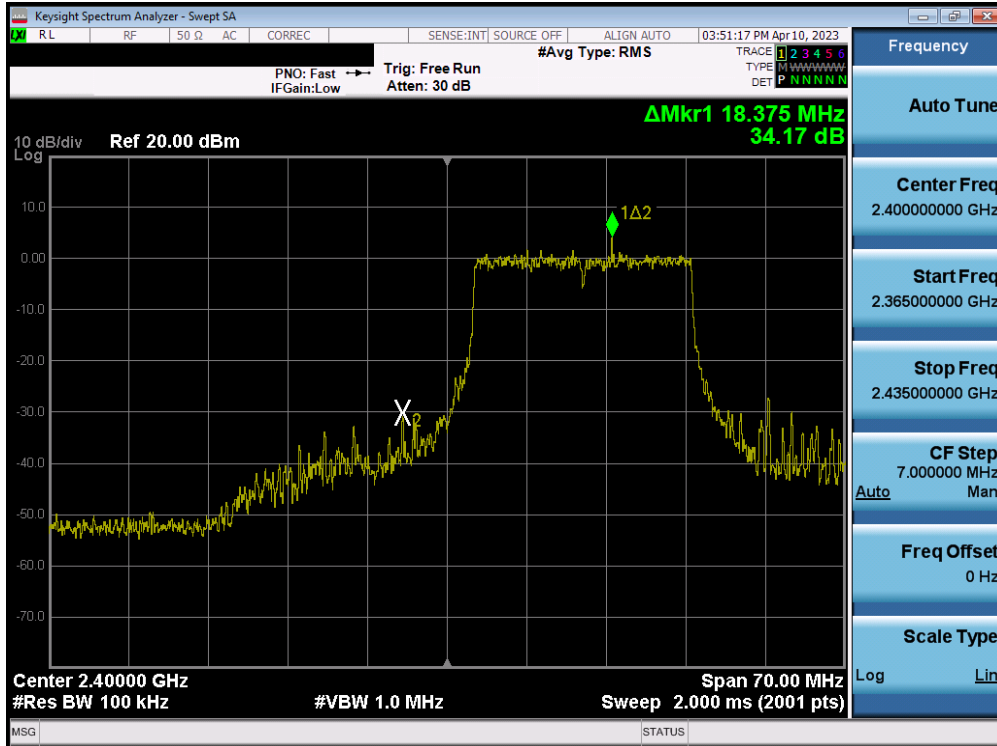 Keysight Spectrum Analyzer - Swept SA
LXI RL RF 50 Ω AC CORREC SENSE:INT SOURCE OFF ALIGN AUTO 03:51:17 PM Apr 10, 2023
#Avg Type: RMS
TRACE 1 2 3 4 5 6
TYPE M WWWWW
DET P N N N N N
PNO: Fast
IFGain:Low
Trig: Free Run
Atten: 30 dB
ΔMkr1 18.375 MHz
34.17 dB
10 dB/div Ref 20.00 dBm
Log
10.0
0.00
-10.0
-20.0
-30.0
-40.0
-50.0
-60.0
-70.0
1Δ2
X2
Center 2.40000 GHz
#Res BW 100 kHz
#VBW 1.0 MHz
Span 70.00 MHz
Sweep 2.000 ms (2001 pts)
MSG
STATUS
Frequency
Auto Tune
Center Freq
2.400000000 GHz
Start Freq
2.365000000 GHz
Stop Freq
2.435000000 GHz
CF Step
7.000000 MHz
Auto Man
Freq Offset
0 Hz
Scale Type
Log Lin